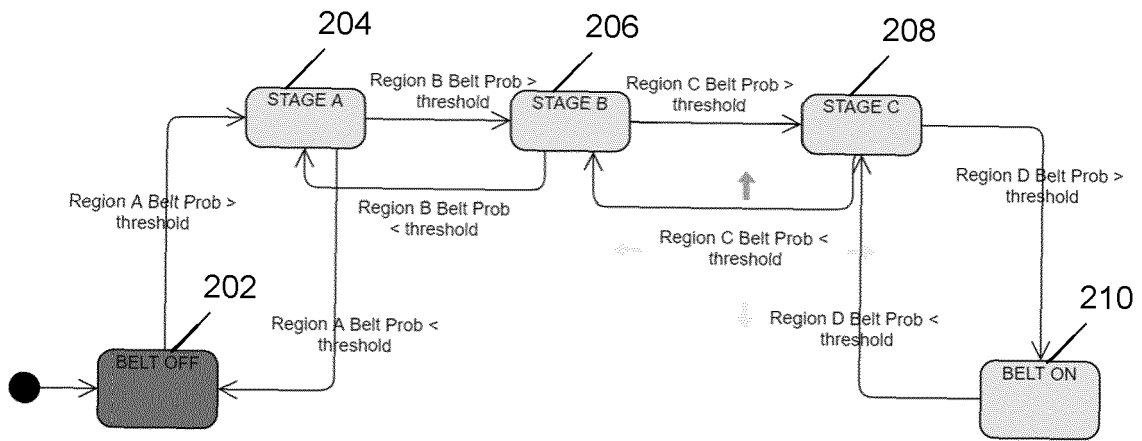 204
206
208
STAGE A
Region B Belt Prob >
threshold
STAGE B
Region C Belt Prob >
threshold
STAGE C
Region A Belt Prob >
threshold
Region B Belt Prob
< threshold
Region C Belt Prob <
threshold
Region D Belt Prob >
threshold
202
210
Region A Belt Prob <
threshold
Region D Belt Prob <
threshold
BELT OFF
BELT ON